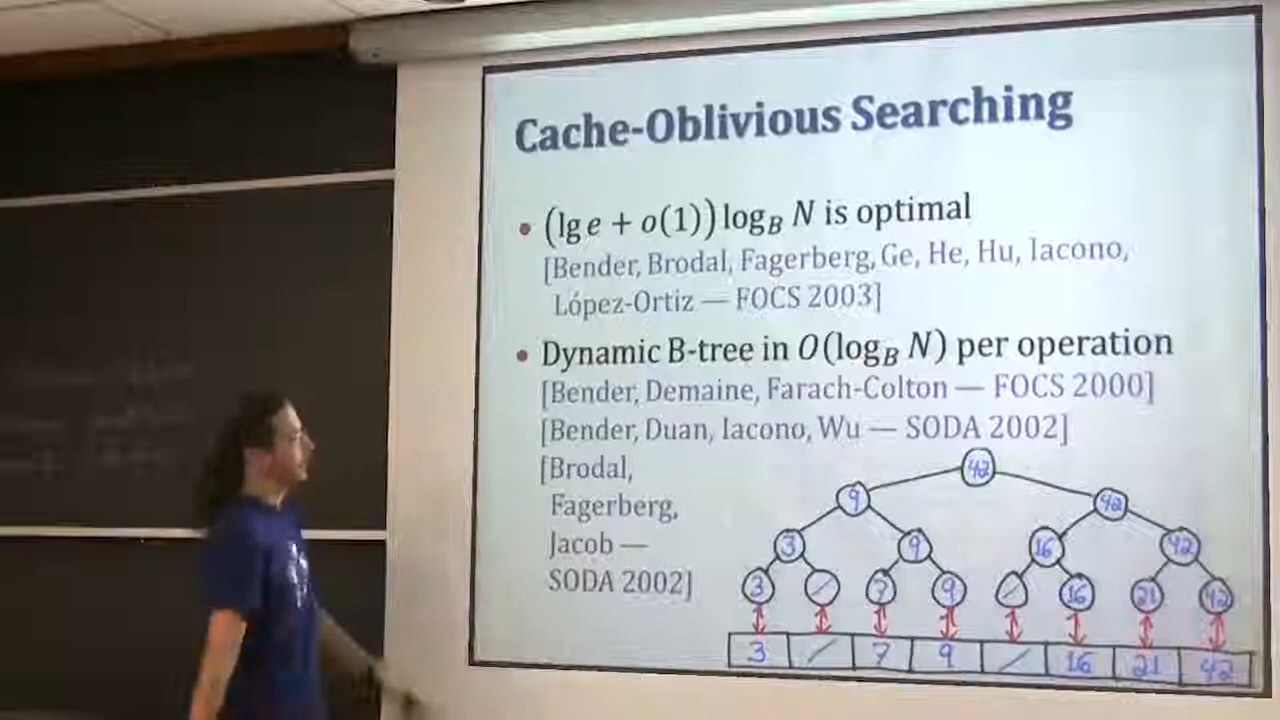 Cache-Oblivious Searching
• (lg e + o(1)) log_B N is optimal
[Bender, Brodal, Fagerberg, Ge, He, Hu, Iacono,
López-Ortiz — FOCS 2003]
• Dynamic B-tree in O(log_B N) per operation
[Bender, Demaine, Farach-Colton — FOCS 2000]
[Bender, Duan, Iacono, Wu — SODA 2002]
[Brodal,
Fagerberg,
Jacob —
SODA 2002]
42
9 42
3 9 16 42
3 / 7 9 / 16 21 42
3 / 7 9 / 16 21 42